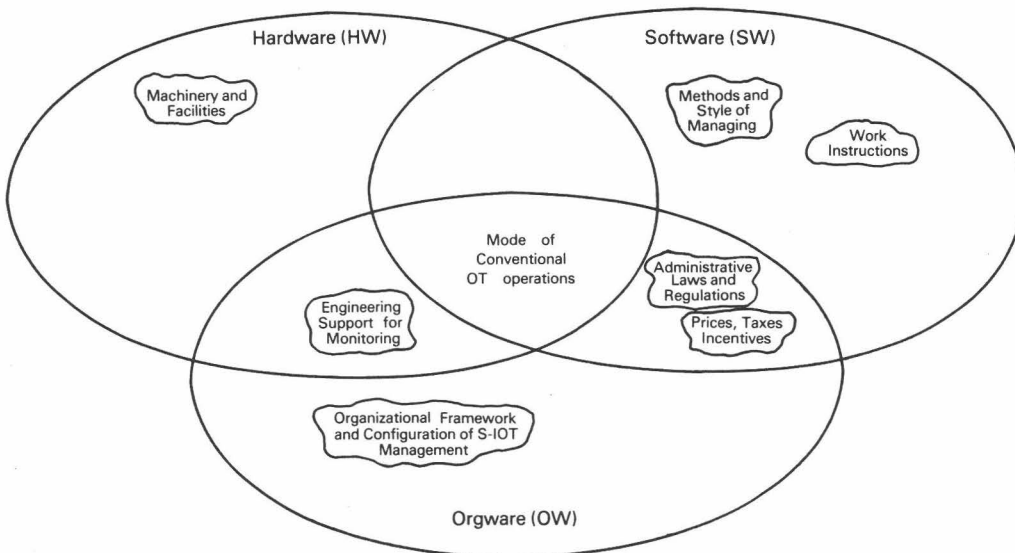 Hardware (HW)
Software (SW)
Machinery and
Facilities
Methods and
Style of
Managing
Work
Instructions
Mode of
Conventional
OT operations
Administrative
Laws and
Regulations
Engineering
Support for
Monitoring
Prices, Taxes
Incentives
Organizational Framework
and Configuration of S-IOT
Management
Orgware (OW)